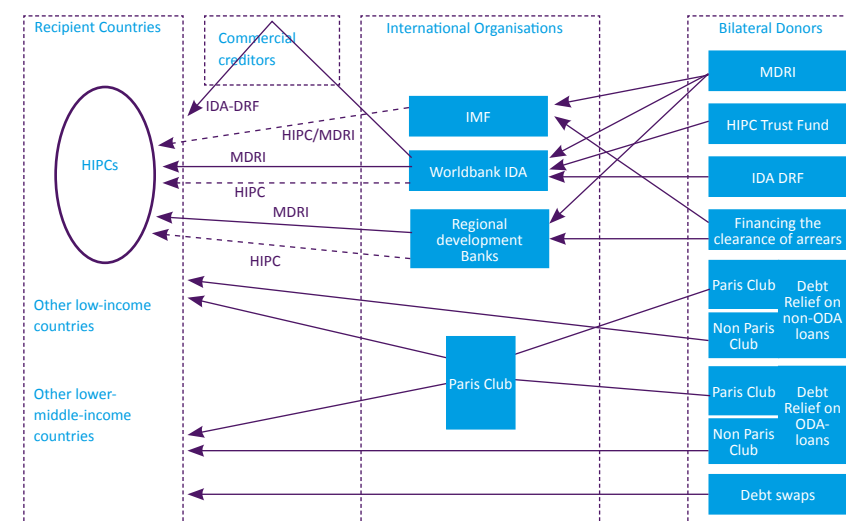 Recipient Countries
Commercial
creditors
International Organisations
Bilateral Donors
IDA-DRF
HIPC/MDRI
MDRI
HIPC
MDRI
HIPC
HIPCs
Other low-income
countries
Other lower-
middle-income
countries
IMF
Worldbank IDA
Regional
development
Banks
Paris Club
MDRI
HIPC Trust Fund
IDA DRF
Financing the
clearance of arrears
Paris Club
Non Paris
Club
Debt
Relief on
non-ODA
loans
Paris Club
Non Paris
Club
Debt
Relief on
ODA-
loans
Debt swaps